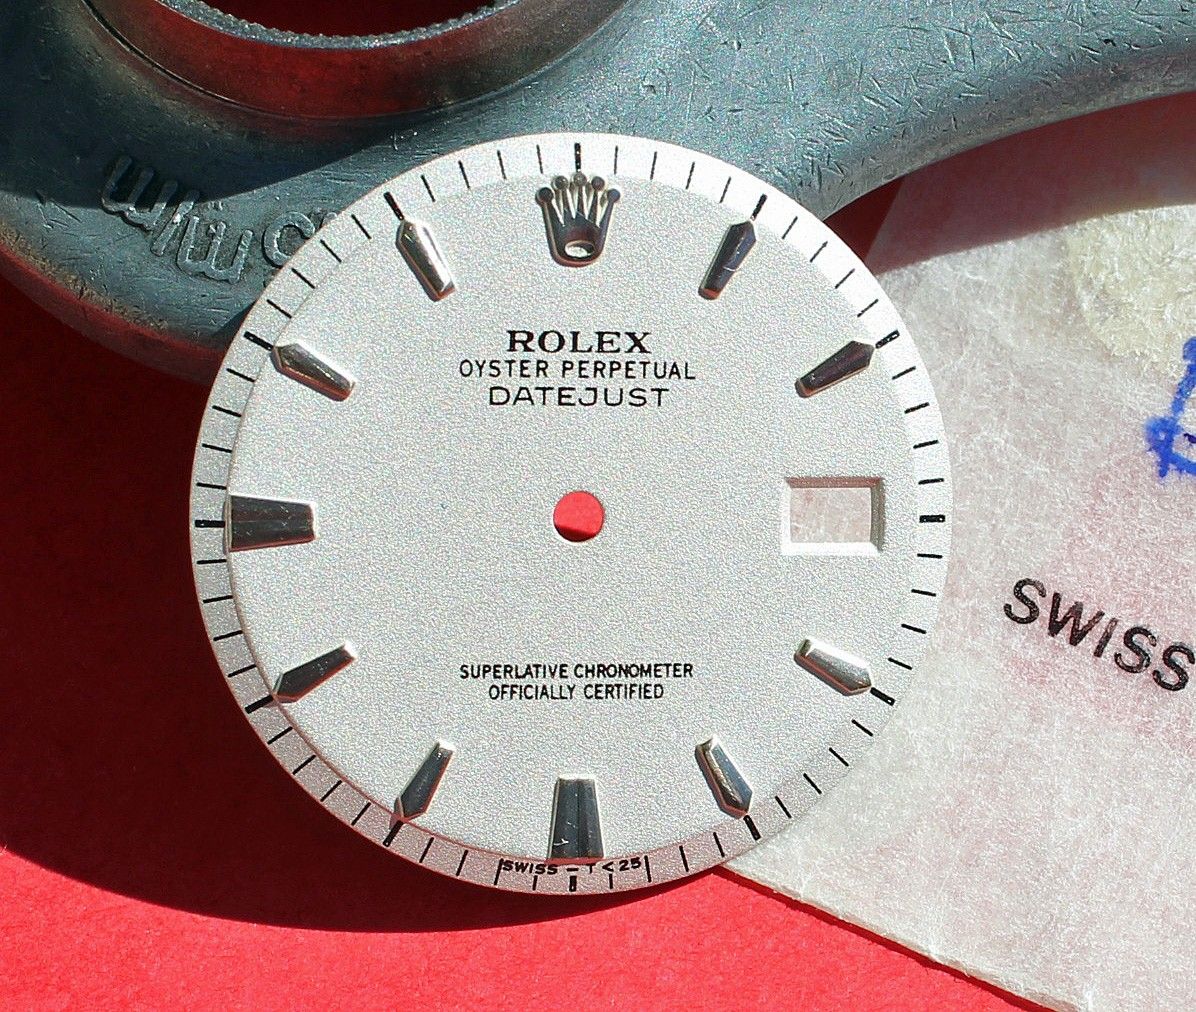 ROLEX
OYSTER PERPETUAL
DATEJUST
SUPERLATIVE CHRONOMETER
OFFICIALLY CERTIFIED
SWISS – T < 25
SWISS